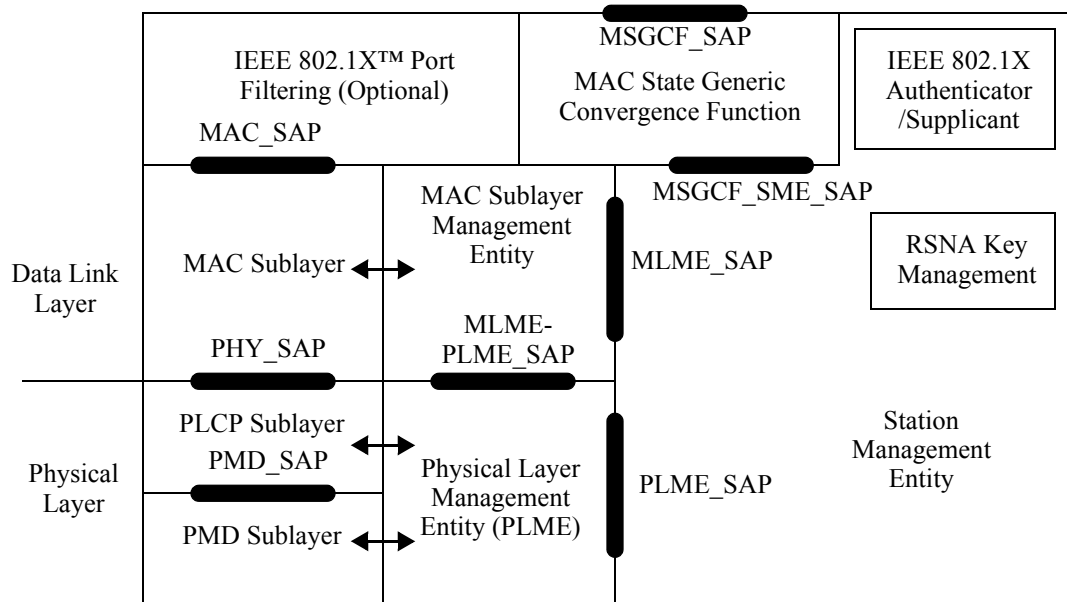 MSGCF_SAP
IEEE 802.1X™ Port
Filtering (Optional)
MAC State Generic
Convergence Function
IEEE 802.1X
Authenticator
/Supplicant
MAC_SAP
MSGCF_SME_SAP
MAC Sublayer
Management
Entity
MAC Sublayer
MLME_SAP
RSNA Key
Management
Data Link
Layer
PHY_SAP
MLME-
PLME_SAP
PLCP Sublayer
PMD_SAP
Physical Layer
Management
Entity (PLME)
PLME_SAP
Station
Management
Entity
Physical
Layer
PMD Sublayer